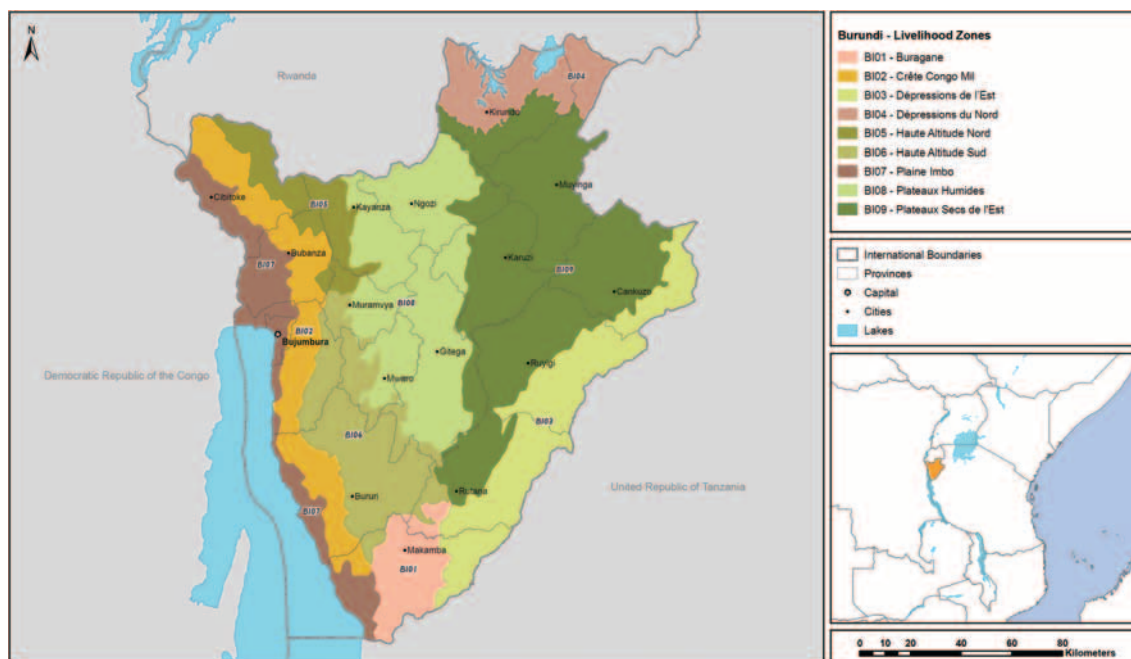 N
Rwanda
BI04
Kirundo
Muyinga
Cibitoke
BI05
Kayanza
Ngozi
Bubanza
BI07
Karuzi
BI09
Cankuzo
Muramvya
BI08
BI02
Bujumbura
Gitega
Ruyigi
Democratic Republic of the Congo
Mwaro
BI03
BI06
Bururi
Rutana
United Republic of Tanzania
BI07
Makamba
BI01
Burundi - Livelihood Zones
BI01 - Buragane
BI02 - Crête Congo Mil
BI03 - Dépressions de l'Est
BI04 - Dépressions du Nord
BI05 - Haute Altitude Nord
BI06 - Haute Altitude Sud
BI07 - Plaine Imbo
BI08 - Plateaux Humides
BI09 - Plateaux Secs de l'Est
International Boundaries
Provinces
Capital
Cities
Lakes
0 10 20 40 60 80
Kilometers